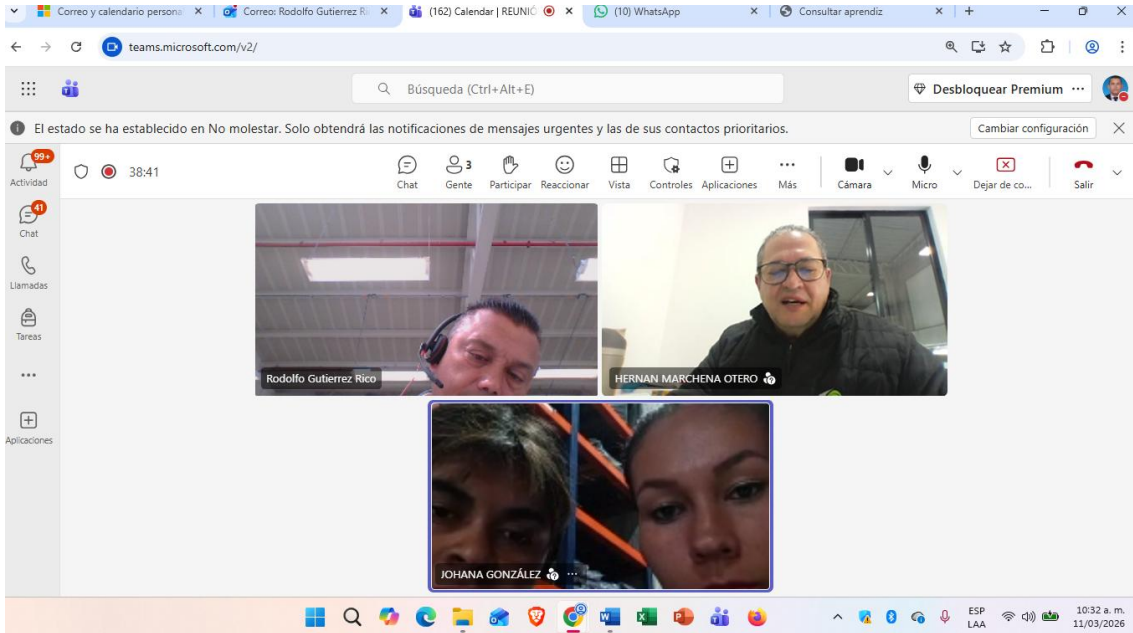 Correo y calendario persona
Correo: Rodolfo Gutierrez Ri
(162) Calendar | REUNIÓ
(10) WhatsApp
Consultar aprendiz
teams.microsoft.com/v2/
Búsqueda (Ctrl+Alt+E)
Desbloquear Premium
El estado se ha establecido en No molestar. Solo obtendrá las notificaciones de mensajes urgentes y las de sus contactos prioritarios.
Cambiar configuración
99+
Actividad
38:41
Chat
3
Gente
Participar
Reaccionar
Vista
Controles
Aplicaciones
Más
Cámara
Micro
Dejar de co...
Salir
41
Chat
Llamadas
Tareas
Aplicaciones
Rodolfo Gutierrez Rico
HERNAN MARCHENA OTERO
JOHANA GONZÁLEZ
ESP
LAA
10:32 a. m.
11/03/2026